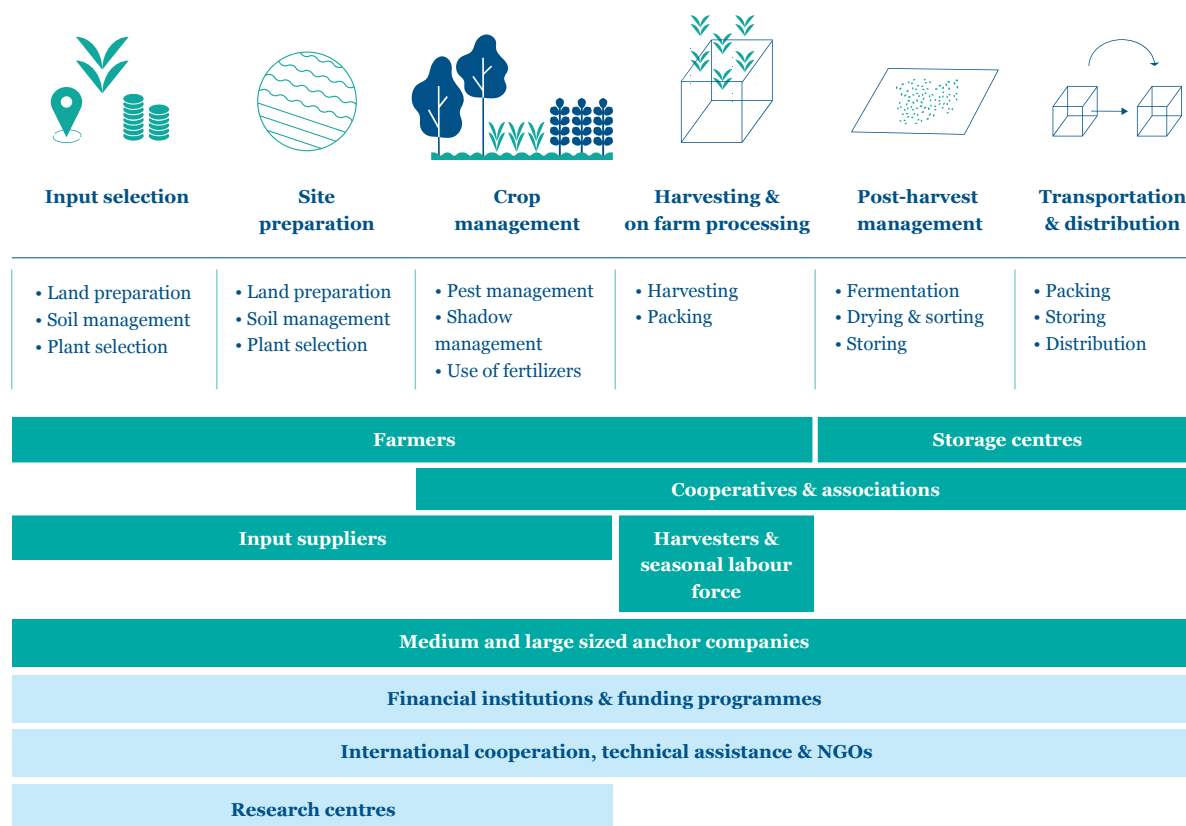 Input selection
Site
preparation
Crop
management
Harvesting &
on farm processing
Post-harvest
management
Transportation
& distribution
• Land preparation
• Soil management
• Plant selection
• Land preparation
• Soil management
• Plant selection
• Pest management
• Shadow
management
• Use of fertilizers
• Harvesting
• Packing
• Fermentation
• Drying & sorting
• Storing
• Packing
• Storing
• Distribution
Farmers
Storage centres
Cooperatives & associations
Input suppliers
Harvesters &
seasonal labour
force
Medium and large sized anchor companies
Financial institutions & funding programmes
International cooperation, technical assistance & NGOs
Research centres